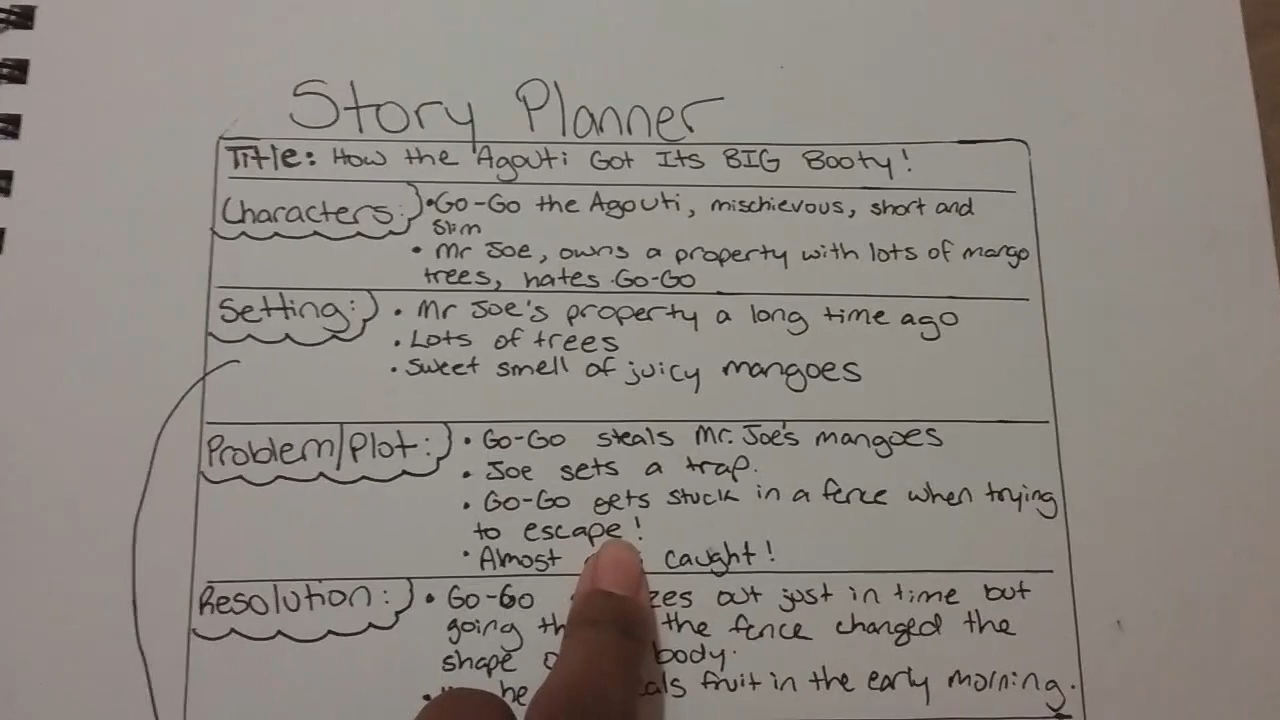 Story Planner
Title: How the Agouti Got Its BIG Booty!
Characters: • Go-Go the Agouti, mischievous, short and
slim
• Mr Joe, owns a property with lots of mango
trees, hates Go-Go
Setting: • Mr Joe's property a long time ago
• Lots of trees
• Sweet smell of juicy mangoes
Problem/Plot: • Go-Go steals Mr. Joe's mangoes
• Joe sets a trap.
• Go-Go gets stuck in a fence when trying
to escape!
• Almost caught!
Resolution: • Go-Go out just in time but
going the fence changed the
shape body.
• he fruit in the early morning.